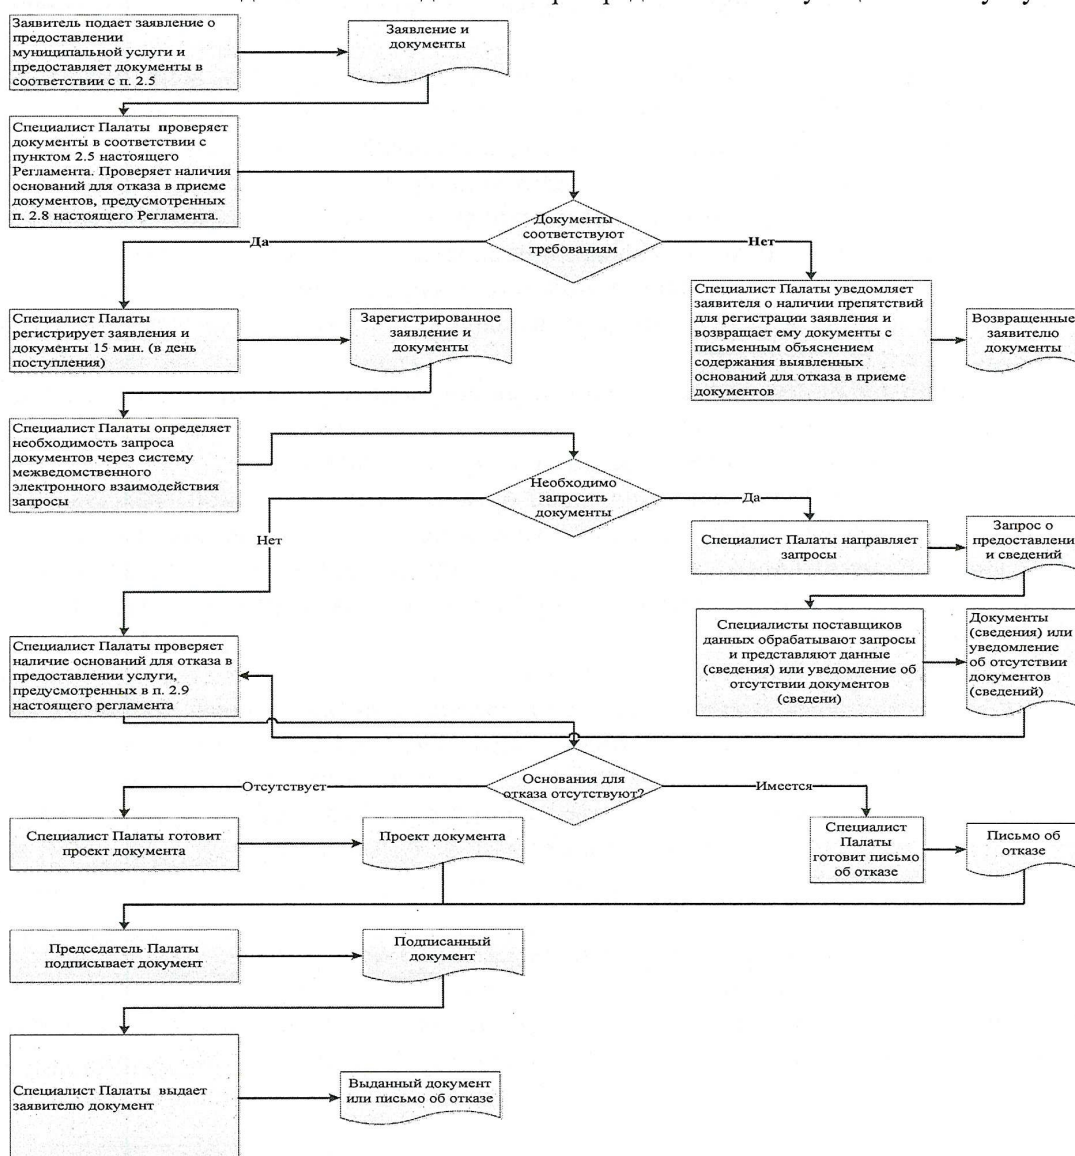 Заявитель подает заявление о
предоставлении
муниципальной услуги и
предоставляет документы в
соответствии с п. 2.5
Заявление и
документы
Специалист Палаты проверяет
документы в соответствии с
пунктом 2.5 настоящего
Регламента. Проверяет наличия
оснований для отказа в приеме
документов, предусмотренных
п. 2.8 настоящего Регламента.
Документы
соответствуют
требованиям
Да
Нет
Специалист Палаты
регистрирует заявления и
документы 15 мин. (в день
поступления)
Зарегистрированное
заявление и
документы
Специалист Палаты уведомляет
заявителя о наличии препятствий
для регистрации заявления и
возвращает ему документы с
письменным объяснением
содержания выявленных
оснований для отказа в приеме
документов
Возвращенные
заявителю
документы
Специалист Палаты определяет
необходимость запроса
документов через систему
межведомственного
электронного взаимодействия
запросы
Необходимо
запросить
документы
Да
Нет
Специалист Палаты направляет
запросы
Запрос о
предоставлени
и сведений
Специалисты поставщиков
данных обрабатывают запросы
и представляют данные
(сведения) или уведомление об
отсутствии документов
(сведени)
Документы
(сведения) или
уведомление
об отсутствии
документов
(сведений)
Специалист Палаты проверяет
наличие оснований для отказа в
предоставлении услуги,
предусмотренных в п. 2.9
настоящего регламента
Основания для
отказа отсутствуют?
Отсутствует
Имеется
Специалист Палаты готовит
проект документа
Проект документа
Специалист
Палаты
готовит письмо
об отказе
Письмо об
отказе
Председатель Палаты
подписывает документ
Подписанный
документ
Специалист Палаты выдает
заявителю документ
Выданный документ
или письмо об отказе